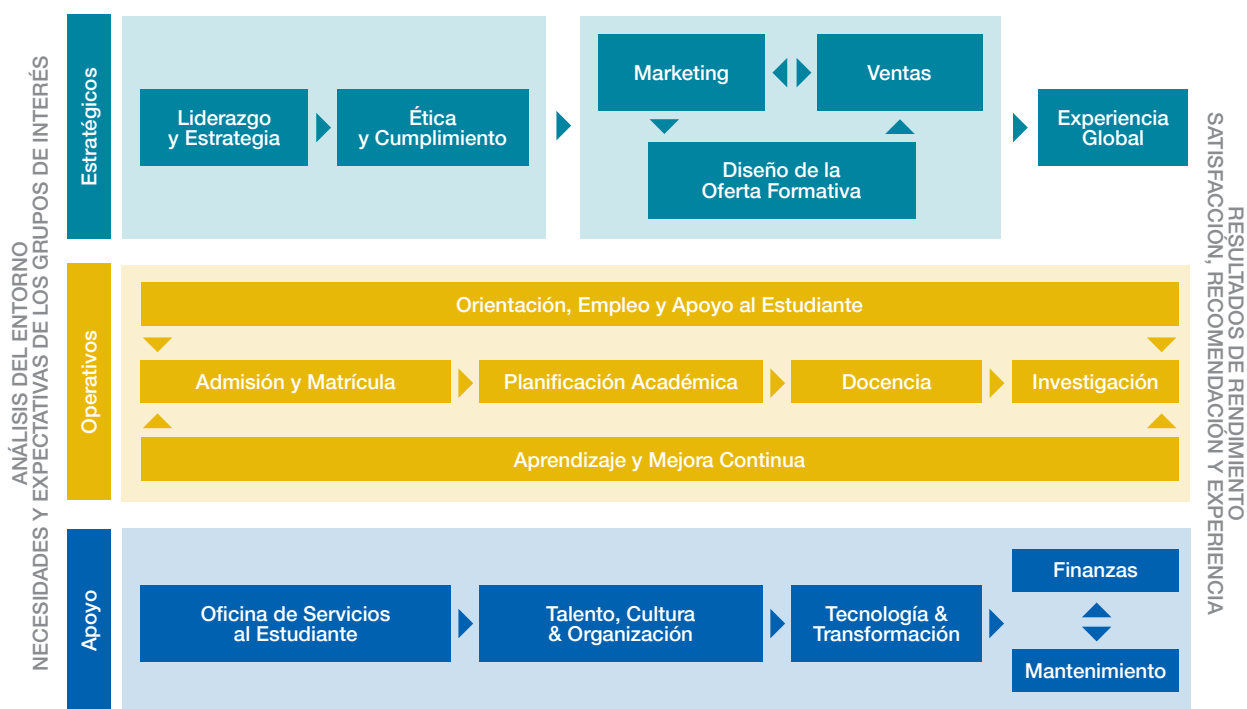 ANÁLISIS DEL ENTORNO
NECESIDADES Y EXPECTATIVAS DE LOS GRUPOS DE INTERÉS
Estratégicos
Liderazgo
y Estrategia
Ética
y Cumplimiento
Marketing
Ventas
Diseño de la
Oferta Formativa
Experiencia
Global
Operativos
Orientación, Empleo y Apoyo al Estudiante
Admisión y Matrícula
Planificación Académica
Docencia
Investigación
Aprendizaje y Mejora Continua
Apoyo
Oficina de Servicios
al Estudiante
Talento, Cultura
& Organización
Tecnología &
Transformación
Finanzas
Mantenimiento
RESULTADOS DE RENDIMIENTO
SATISFACCIÓN, RECOMENDACIÓN Y EXPERIENCIA